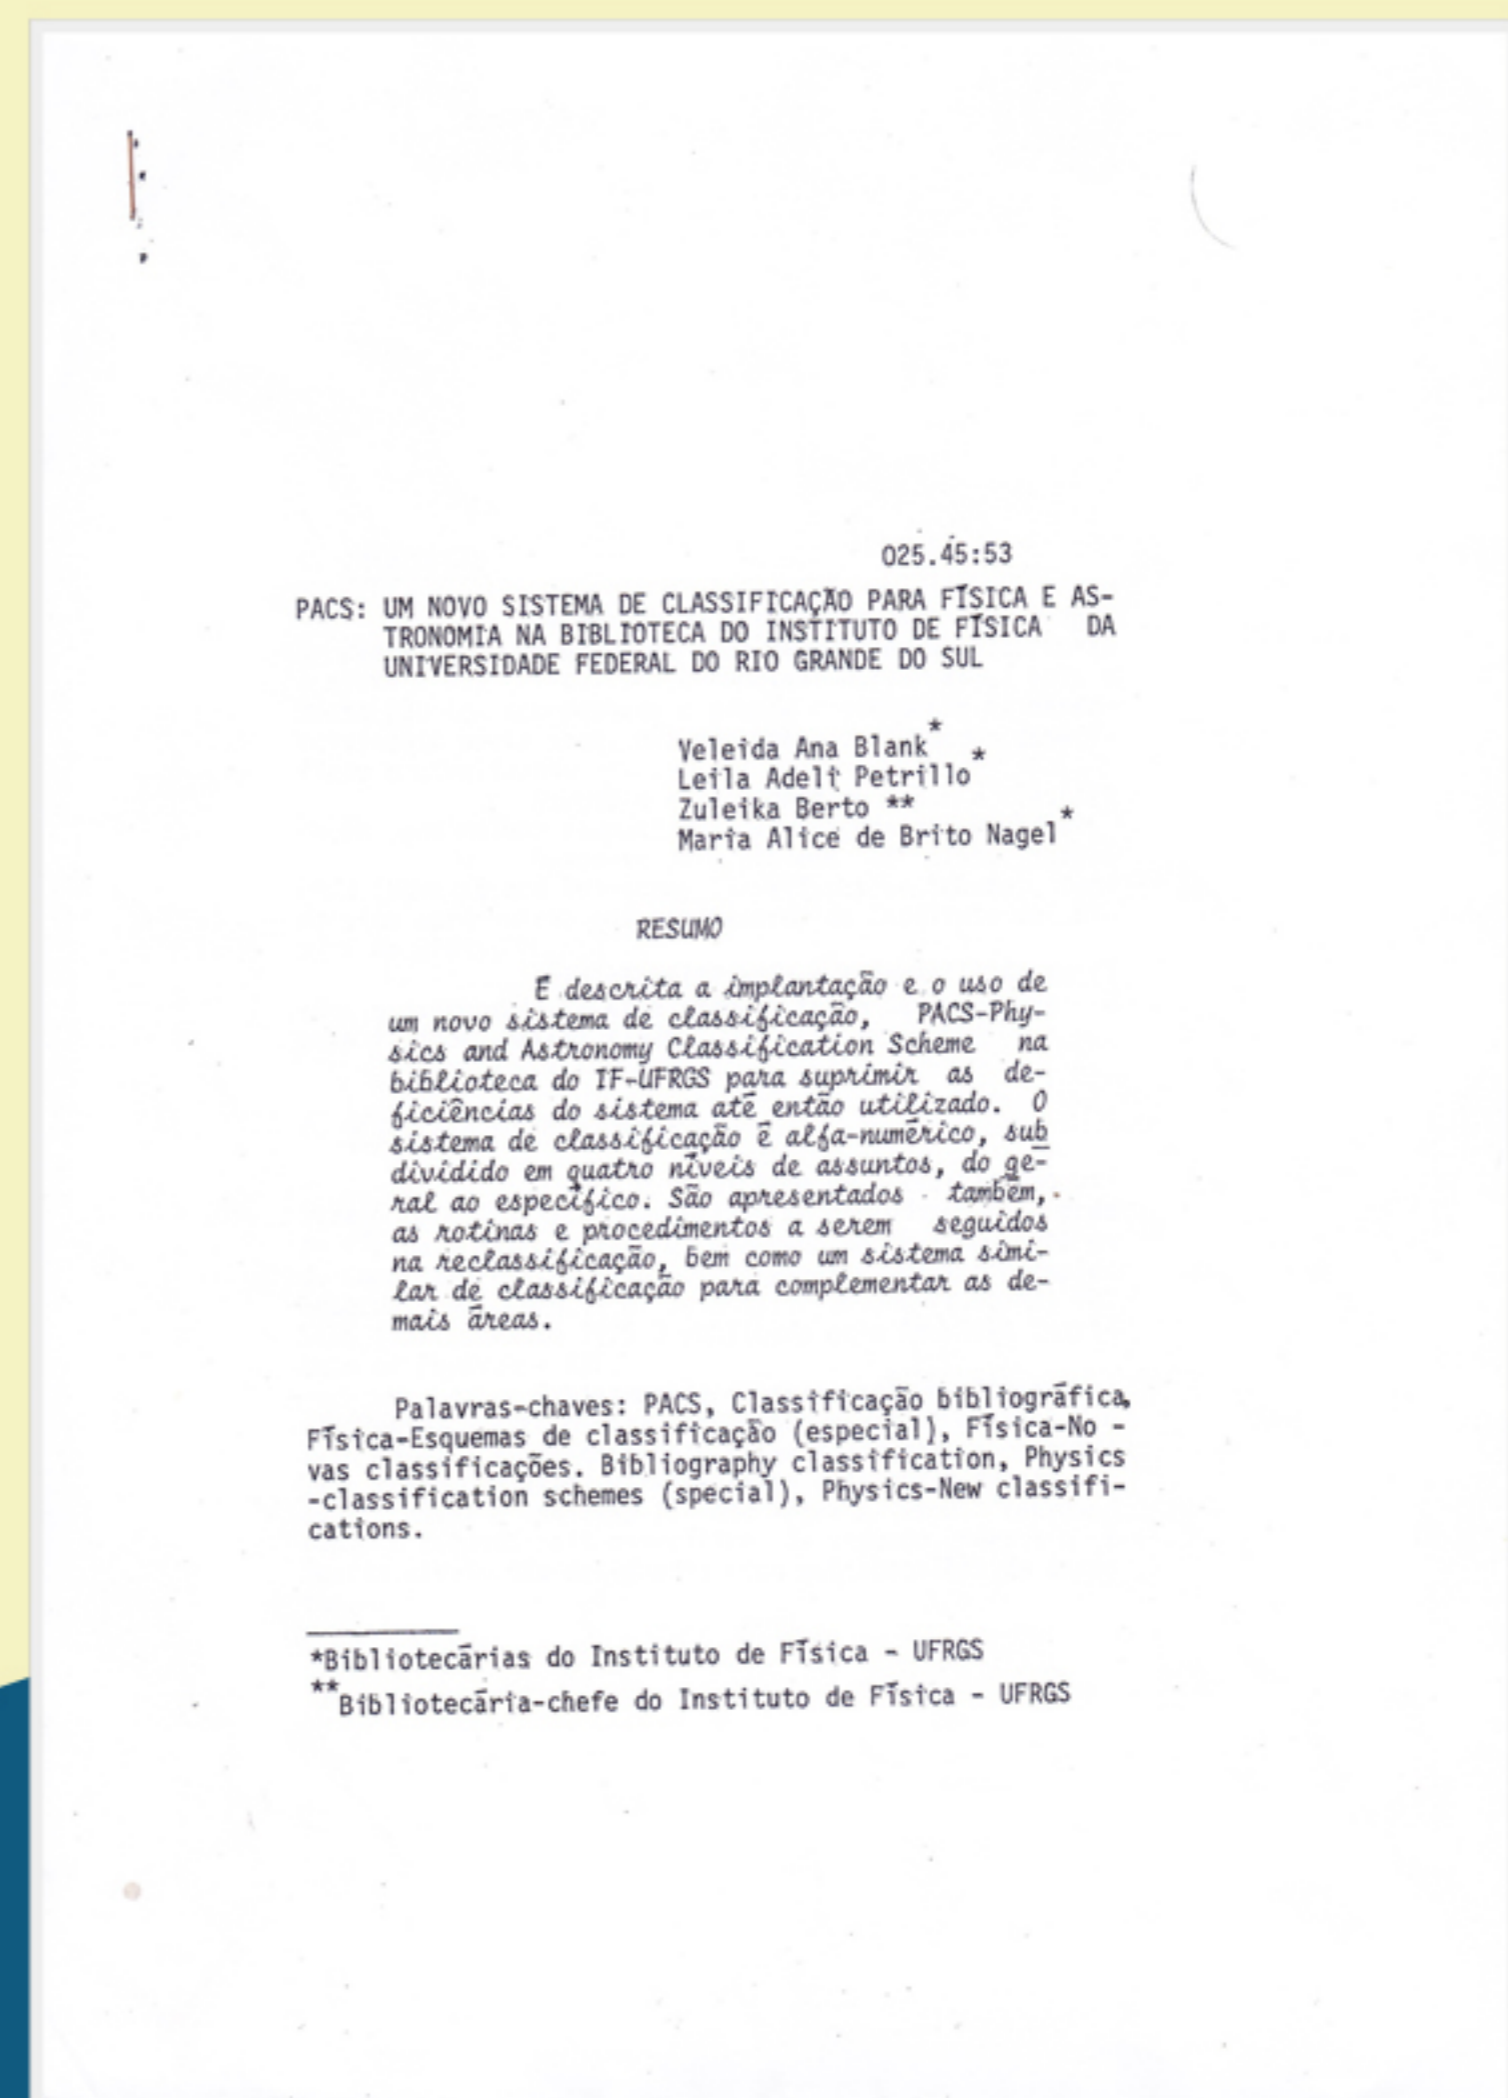 025.45:53
PACS: UM NOVO SISTEMA DE CLASSIFICAÇÃO PARA FÍSICA E AS-
TRONOMIA NA BIBLIOTECA DO INSTITUTO DE FÍSICA DA
UNIVERSIDADE FEDERAL DO RIO GRANDE DO SUL
Veleida Ana Blank*
Leila Adeli Petrillo*
Zuleika Berto **
Maria Alice de Brito Nagel*
RESUMO
E descrita a implantação e o uso de
um novo sistema de classificação, PACS-Phy-
sics and Astronomy Classification Scheme na
biblioteca do IF-UFRGS para suprimir as de-
ficiências do sistema até então utilizado. O
sistema de classificação é alfa-numérico, sub
dividido em quatro níveis de assuntos, do ge-
ral ao específico. São apresentados também,
as rotinas e procedimentos a serem seguidos
na reclassificação, bem como um sistema simi-
lar de classificação para complementar as de-
mais áreas.
Palavras-chaves: PACS, Classificação bibliográfica,
Física-Esquemas de classificação (especial), Física-No -
vas classificações. Bibliography classification, Physics
-classification schemes (special), Physics-New classifi-
cations.
*Bibliotecárias do Instituto de Física - UFRGS
**Bibliotecária-chefe do Instituto de Física - UFRGS